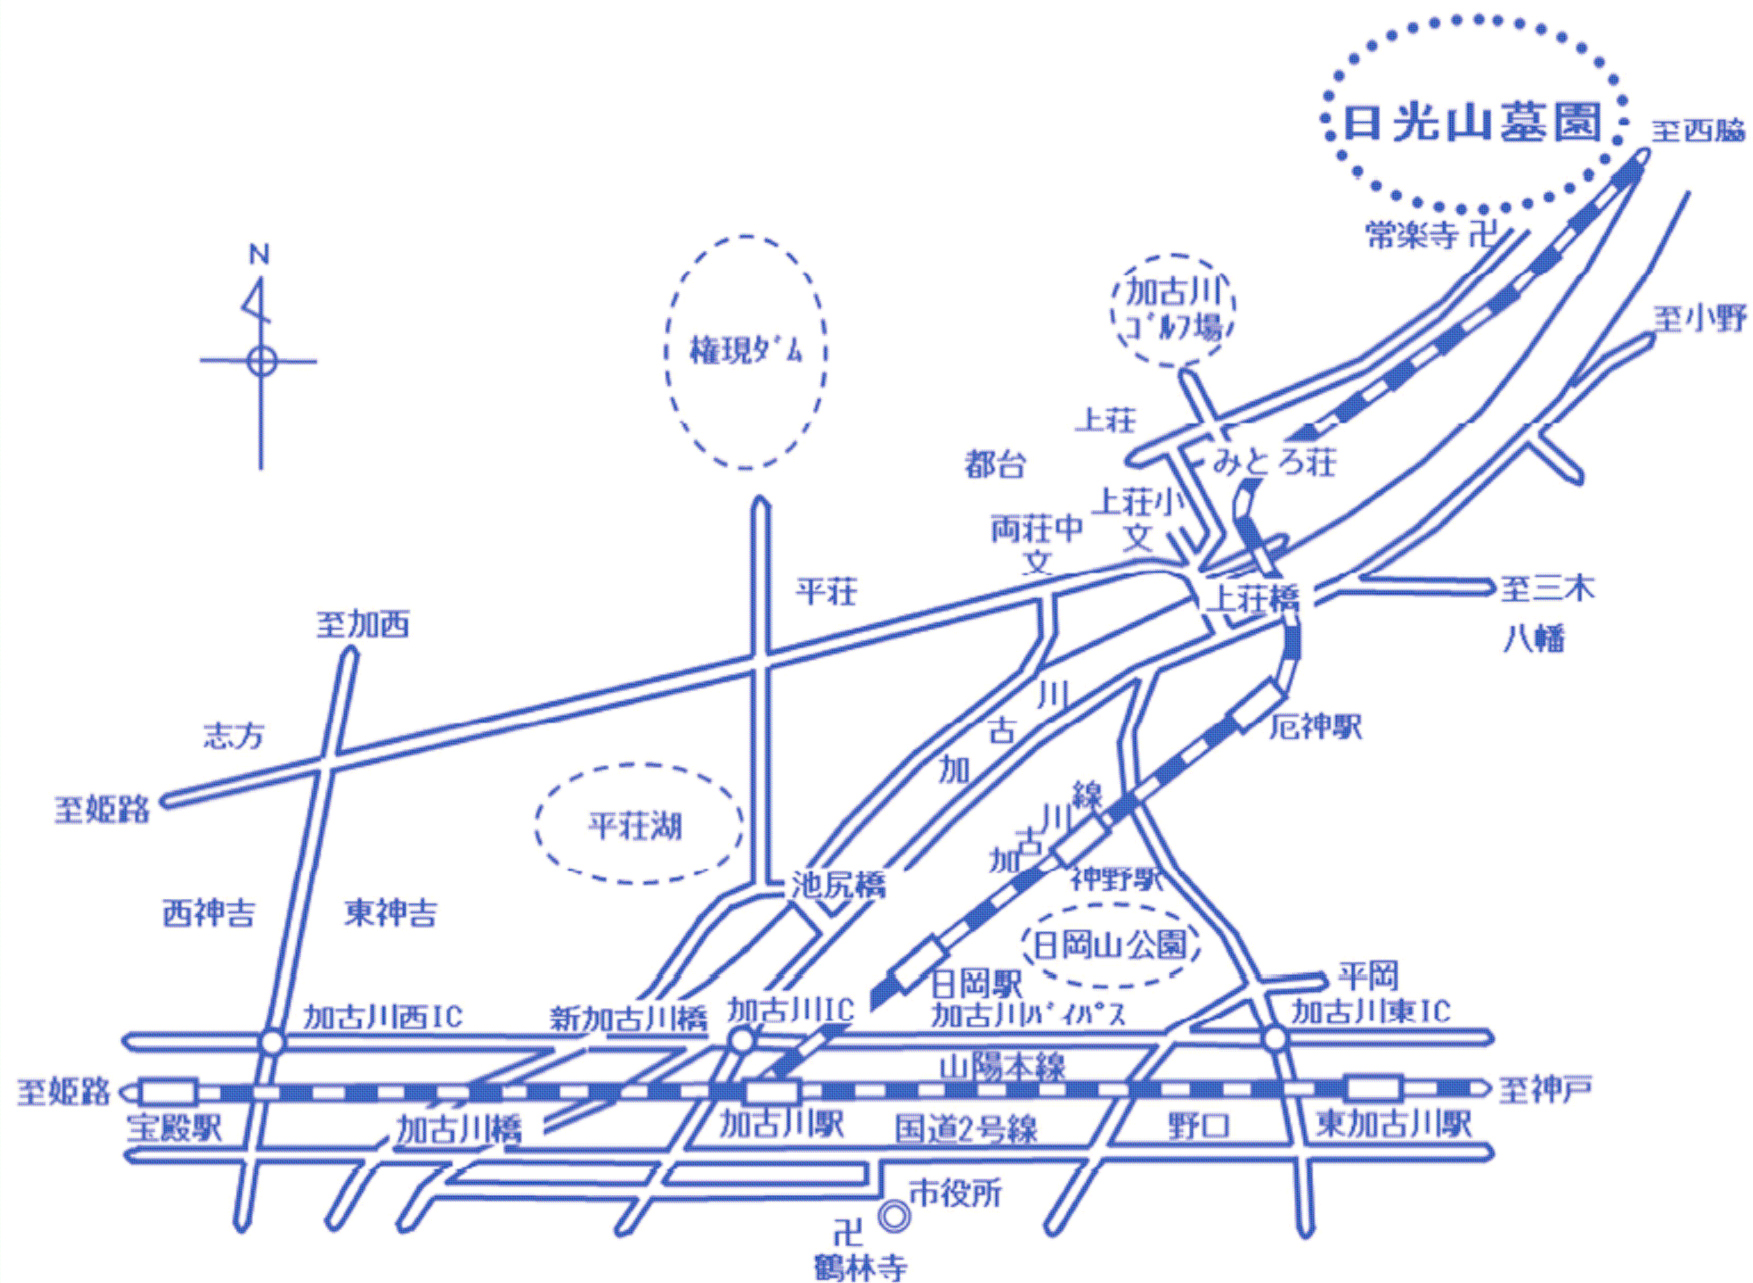 日光山墓園
至西脇
常楽寺 卍
N
加古川
ゴルフ場
至小野
権現ダム
上荘
都台
みとろ荘
上荘小
文
両荘中
文
平荘
上荘橋
至三木
八幡
至加西
川
古
加
志方
厄神駅
至姫路
平荘湖
線
川
古
加
神野駅
池尻橋
西神吉
東神吉
日岡山公園
日岡駅
平岡
加古川西IC
新加古川橋
加古川IC
加古川バイパス
加古川東IC
山陽本線
至姫路
至神戸
宝殿駅
加古川橋
加古川駅
国道2号線
野口
東加古川駅
市役所
卍
鶴林寺